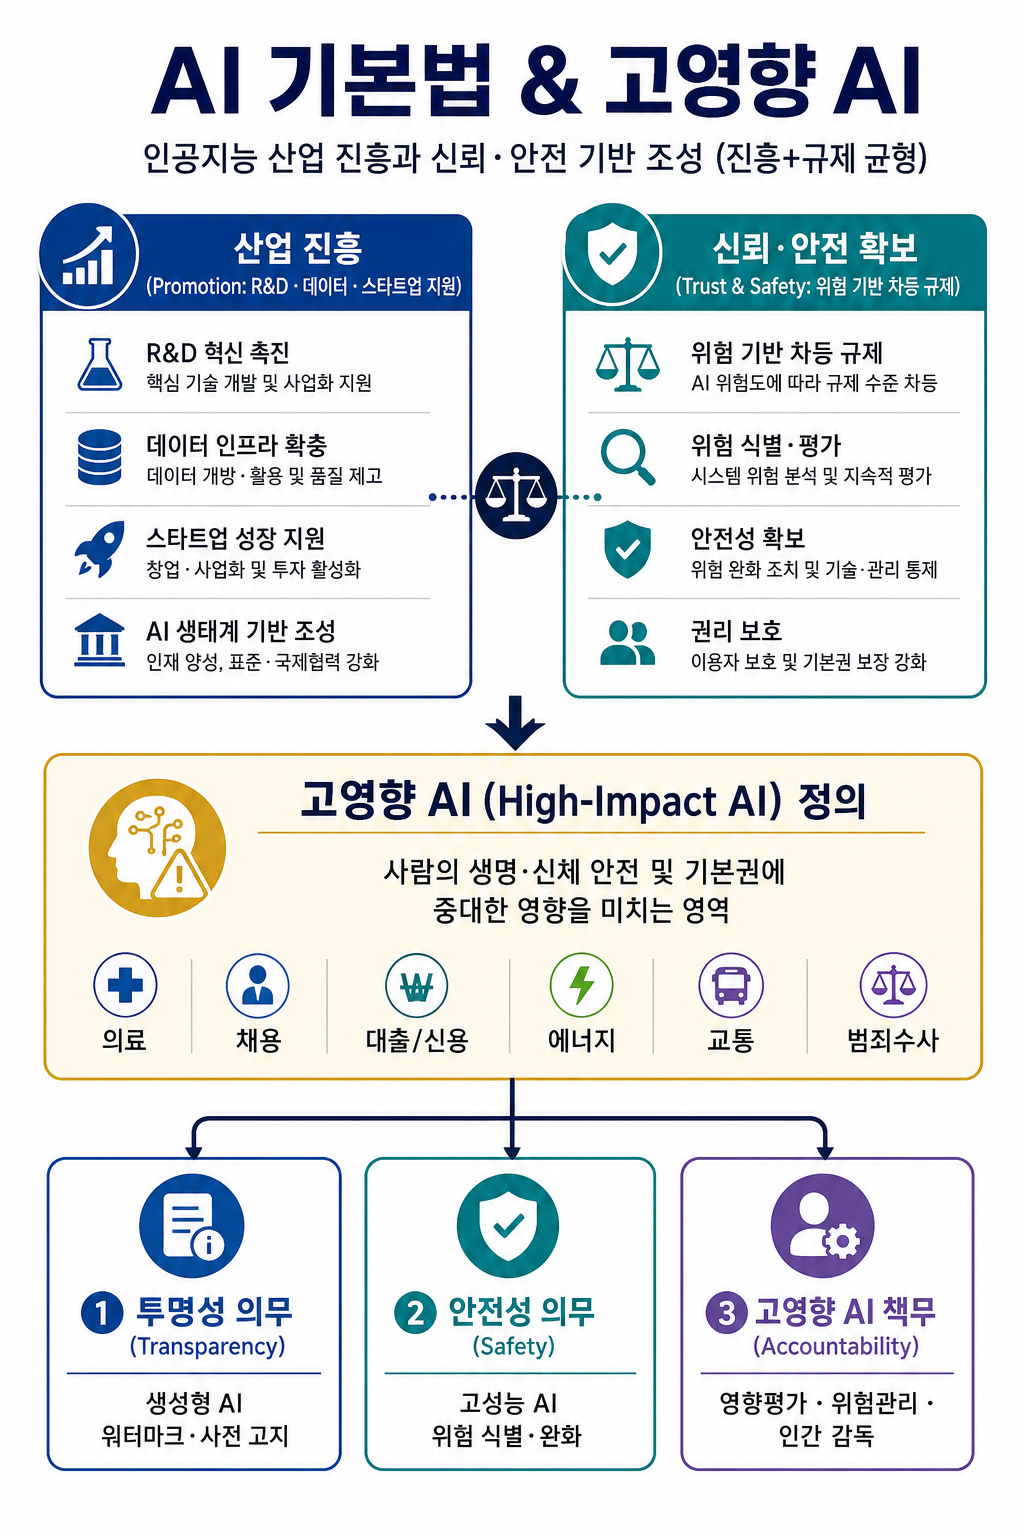 AI 기본법 & 고영향 AI
인공지능 산업 진흥과 신뢰·안전 기반 조성 (진흥+규제 균형)
산업 진흥
(Promotion: R&D · 데이터 · 스타트업 지원)
R&D 혁신 촉진
핵심 기술 개발 및 사업화 지원
데이터 인프라 확충
데이터 개방·활용 및 품질 제고
스타트업 성장 지원
창업·사업화 및 투자 활성화
AI 생태계 기반 조성
인재 양성, 표준·국제협력 강화
신뢰·안전 확보
(Trust & Safety: 위험 기반 차등 규제)
위험 기반 차등 규제
AI 위험도에 따라 규제 수준 차등
위험 식별·평가
시스템 위험 분석 및 지속적 평가
안전성 확보
위험 완화 조치 및 기술·관리 통제
권리 보호
이용자 보호 및 기본권 보장 강화
고영향 AI (High-Impact AI) 정의
사람의 생명·신체 안전 및 기본권에
중대한 영향을 미치는 영역
의료
채용
대출/신용
에너지
교통
범죄수사
1 투명성 의무
(Transparency)
생성형 AI
워터마크·사전 고지
2 안전성 의무
(Safety)
고성능 AI
위험 식별·완화
3 고영향 AI 책무
(Accountability)
영향평가 · 위험관리 ·
인간 감독